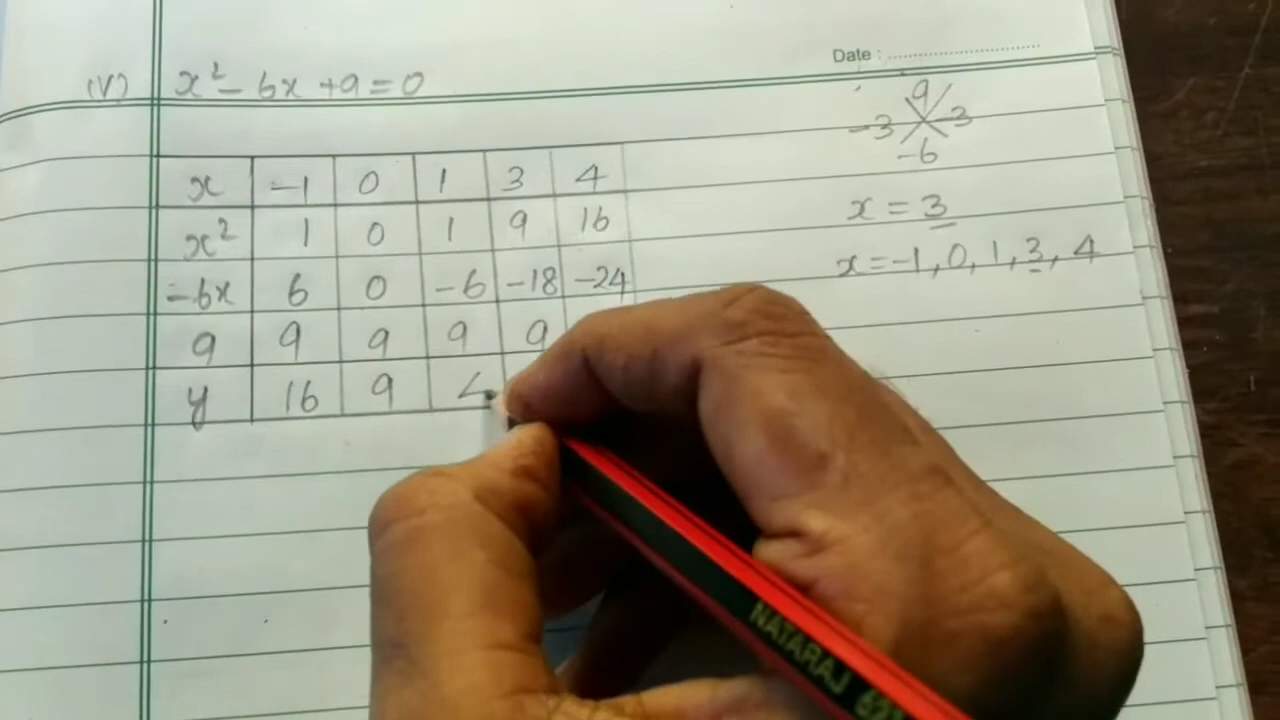 Date : ..............................
(V) x² - 6x + 9 = 0
9
-3 -3
-6
x -1 0 1 3 4
x² 1 0 1 9 16
-6x 6 0 -6 -18 -24
9 9 9 9 9
y 16 9 4
x = 3
x = -1, 0, 1, 3, 4
NATARAJ 621